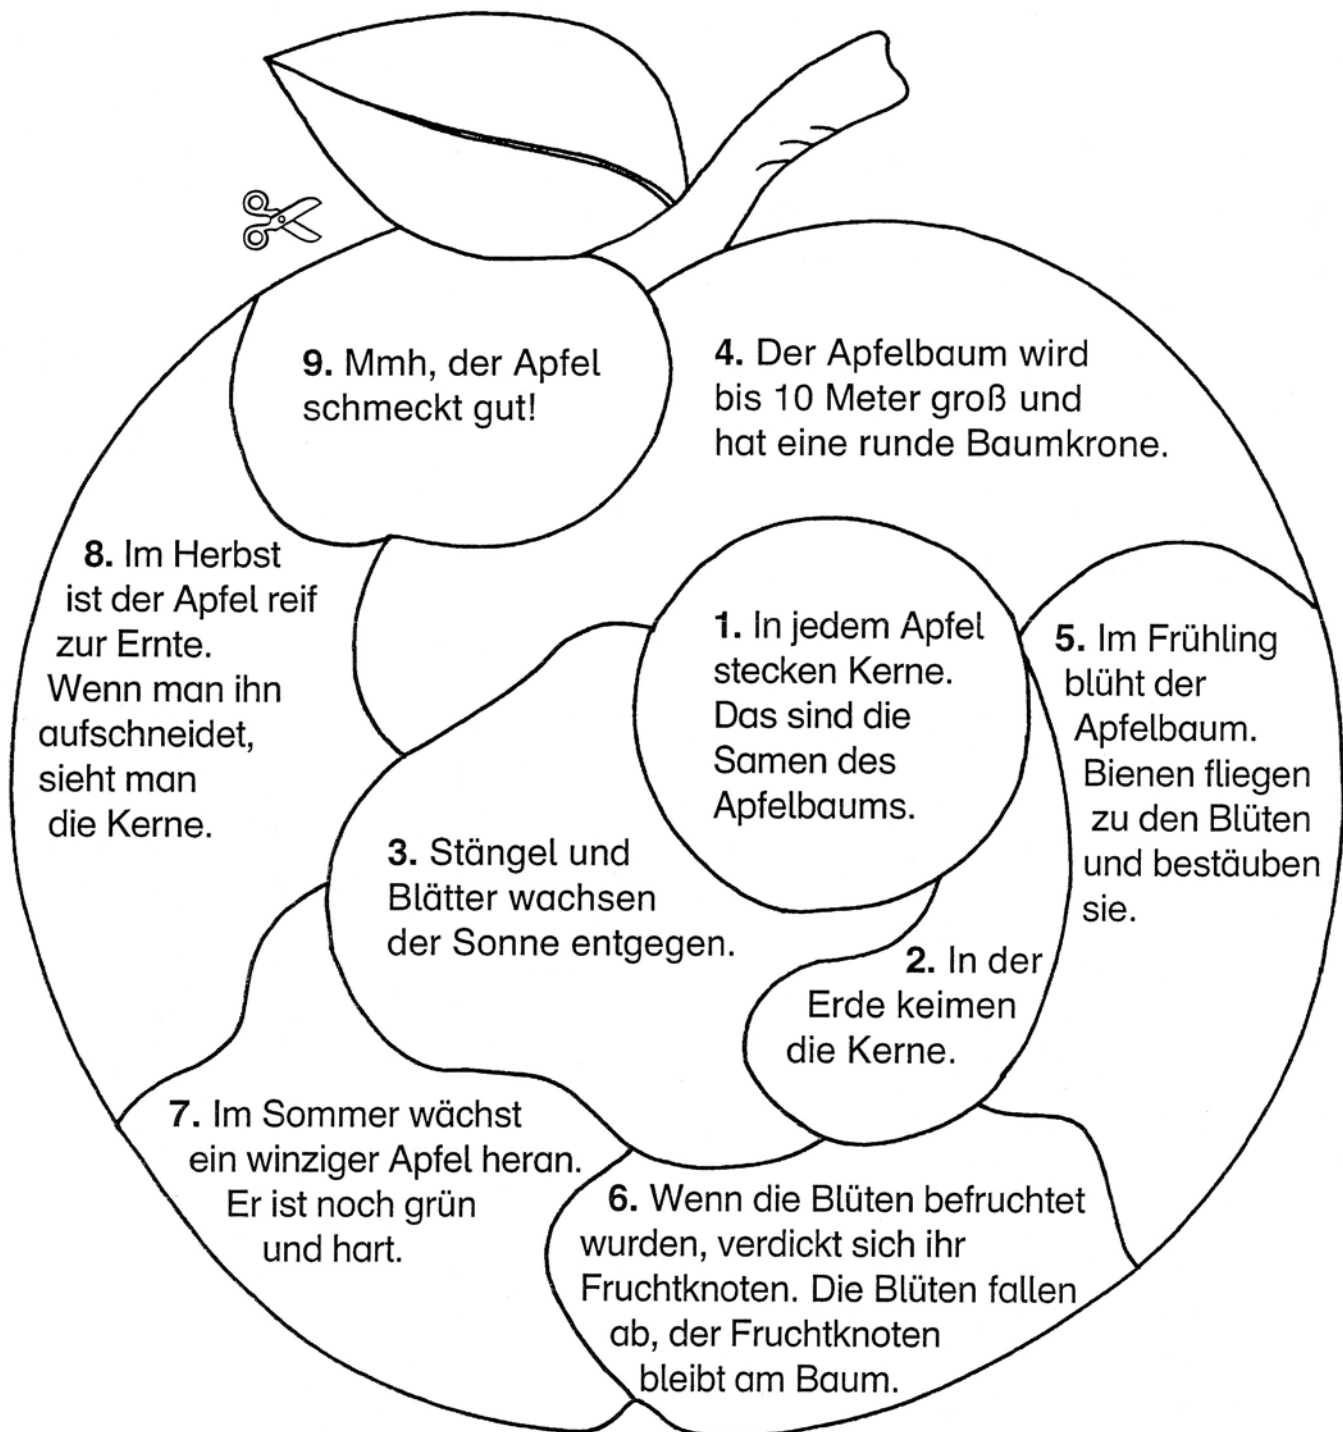 9. Mmh, der Apfel
schmeckt gut!
4. Der Apfelbaum wird
bis 10 Meter groß und
hat eine runde Baumkrone.
8. Im Herbst
ist der Apfel reif
zur Ernte.
Wenn man ihn
aufschneidet,
sieht man
die Kerne.
1. In jedem Apfel
stecken Kerne.
Das sind die
Samen des
Apfelbaums.
5. Im Frühling
blüht der
Apfelbaum.
Bienen fliegen
zu den Blüten
und bestäuben
sie.
3. Stängel und
Blätter wachsen
der Sonne entgegen.
2. In der
Erde keimen
die Kerne.
7. Im Sommer wächst
ein winziger Apfel heran.
Er ist noch grün
und hart.
6. Wenn die Blüten befruchtet
wurden, verdickt sich ihr
Fruchtknoten. Die Blüten fallen
ab, der Fruchtknoten
bleibt am Baum.